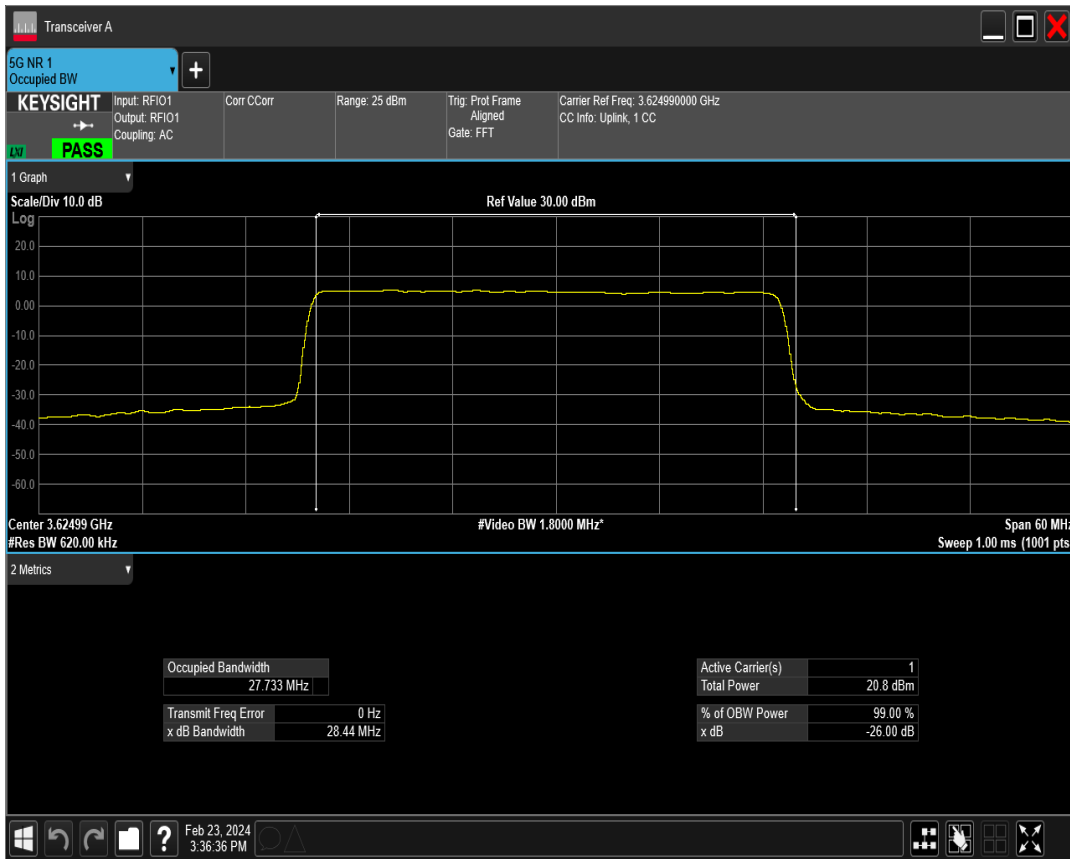 Transceiver A
5G NR 1
Occupied BW
KEYSIGHT
LXI
PASS
Input: RFIO1
Output: RFIO1
Coupling: AC
Corr CCorr
Range: 25 dBm
Trig: Prot Frame
Aligned
Gate: FFT
Carrier Ref Freq: 3.624990000 GHz
CC Info: Uplink, 1 CC
1 Graph
Scale/Div 10.0 dB
Ref Value 30.00 dBm
Log
20.0
10.0
0.00
-10.0
-20.0
-30.0
-40.0
-50.0
-60.0
Center 3.62499 GHz
#Video BW 1.8000 MHz*
Span 60 MHz
#Res BW 620.00 kHz
Sweep 1.00 ms (1001 pts
2 Metrics
Occupied Bandwidth
27.733 MHz
Transmit Freq Error 0 Hz
x dB Bandwidth 28.44 MHz
Active Carrier(s) 1
Total Power 20.8 dBm
% of OBW Power 99.00 %
x dB -26.00 dB
?
Feb 23, 2024
3:36:36 PM